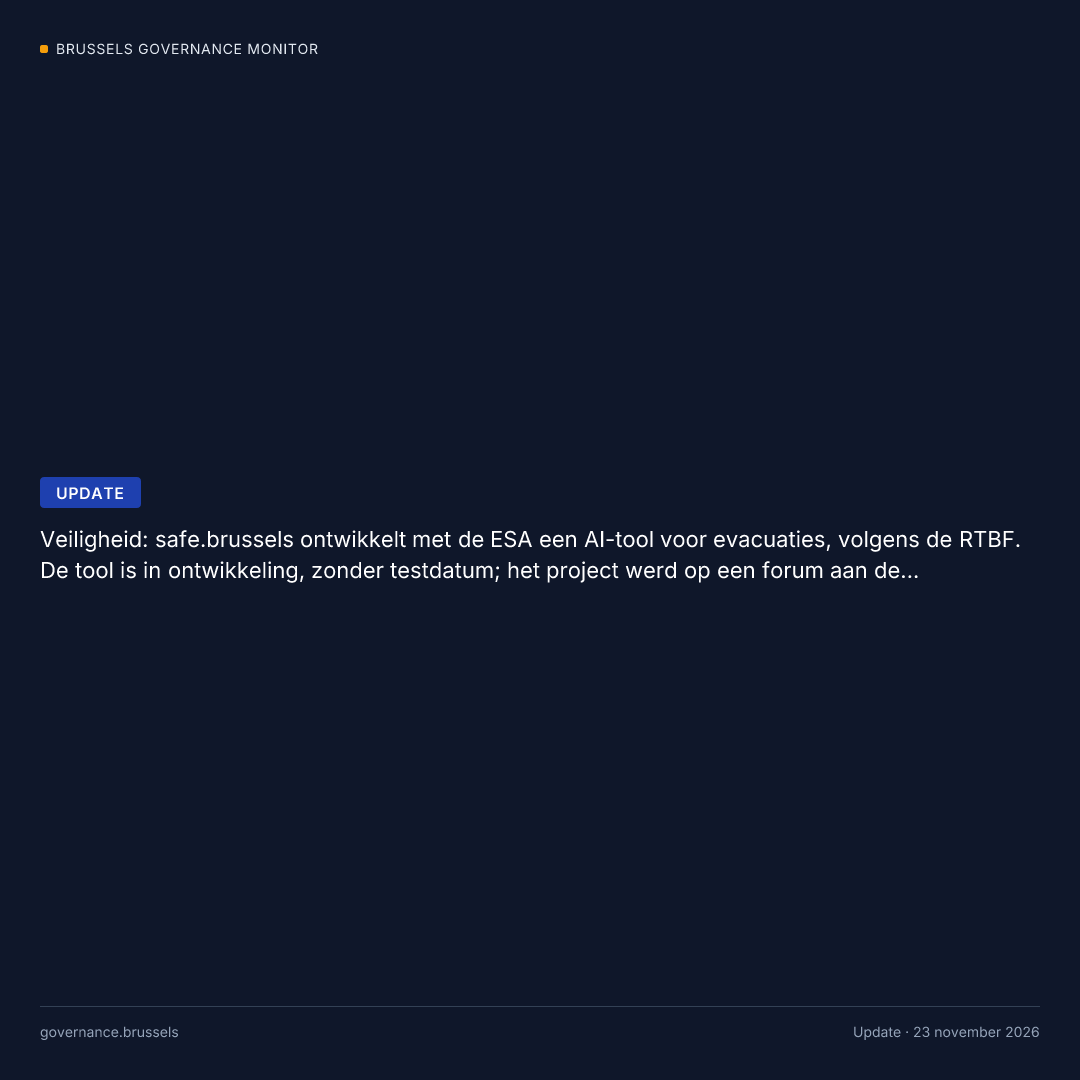 BRUSSELS GOVERNANCE MONITOR
UPDATE
Veiligheid: safe.brussels ontwikkelt met de ESA een AI-tool voor evacuaties, volgens de RTBF.
De tool is in ontwikkeling, zonder testdatum; het project werd op een forum aan de...
governance.brussels
Update · 23 november 2026